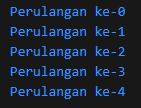 Perulangan ke-0
Perulangan ke-1
Perulangan ke-2
Perulangan ke-3
Perulangan ke-4